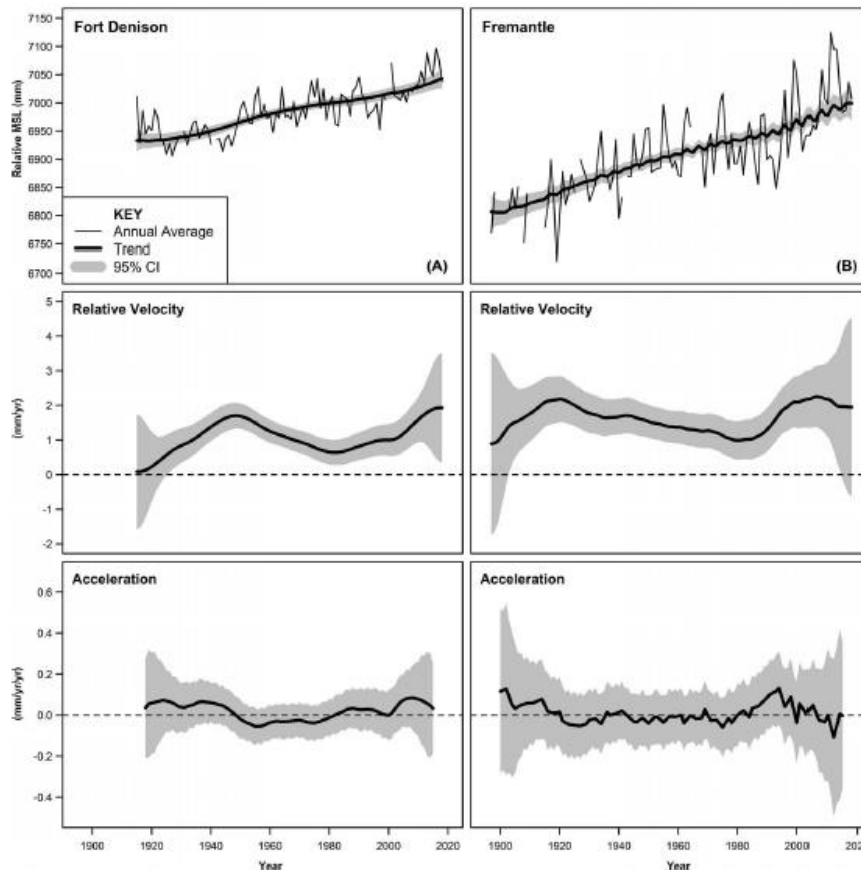 Fort Denison
Fremantle
7150
7100
7050
7000
6950
6900
6850
6800
6750
6700
Relative MSL (mm)
KEY
Annual Average
Trend
95% CI
(A)
(B)
Relative Velocity
Relative Velocity
5
4
3
2
1
0
-1
-2
(mm/yr)
Acceleration
Acceleration
0.6
0.4
0.2
0.0
-0.2
-0.4
(mm/yr/yr)
1900 1920 1940 1960 1980 2000 2020
1900 1920 1940 1960 1980 2000
Year
Year